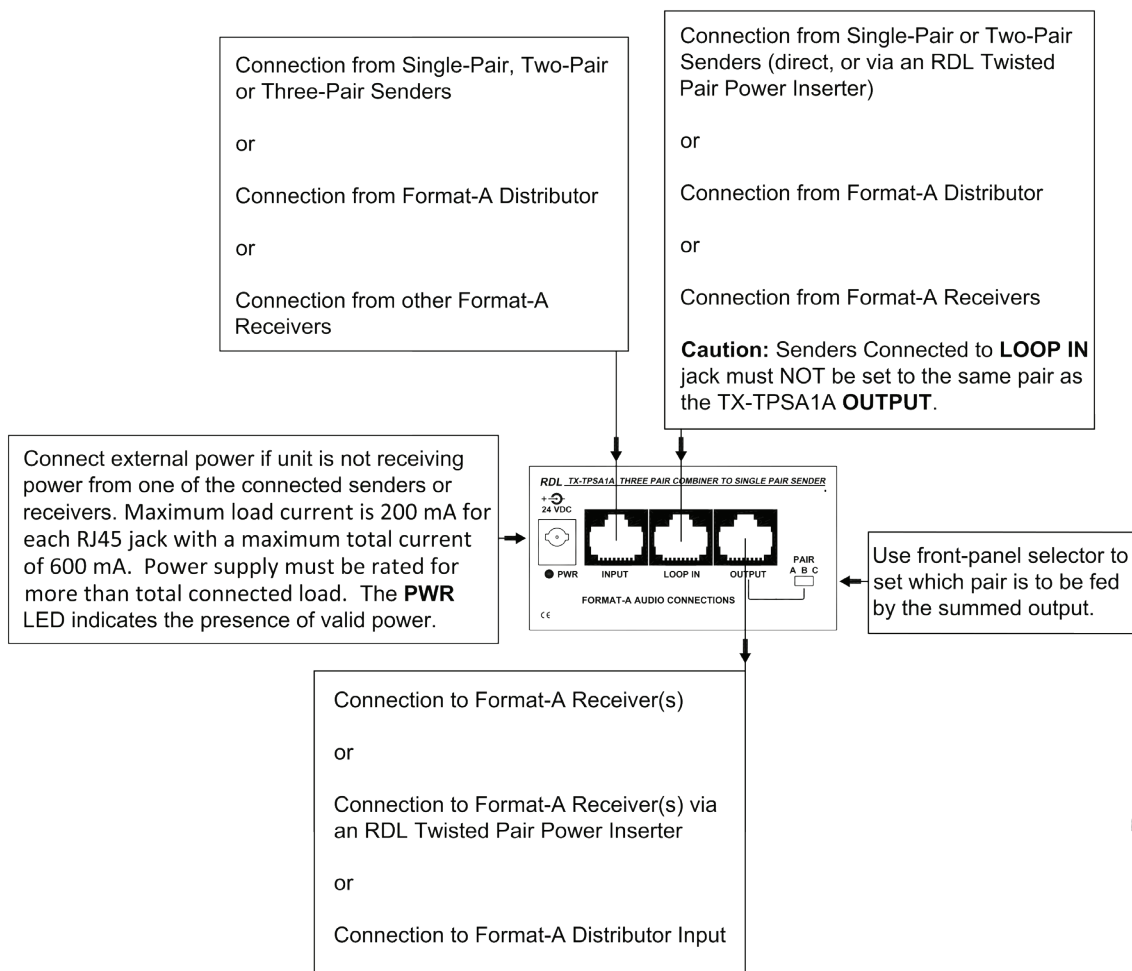 Connection from Single-Pair, Two-Pair
or Three-Pair Senders
or
Connection from Format-A Distributor
or
Connection from other Format-A
Receivers
Connection from Single-Pair or Two-Pair
Senders (direct, or via an RDL Twisted
Pair Power Inserter)
or
Connection from Format-A Distributor
or
Connection from Format-A Receivers
Caution: Senders Connected to LOOP IN
jack must NOT be set to the same pair as
the TX-TPSA1A OUTPUT.
Connect external power if unit is not receiving
power from one of the connected senders or
receivers. Maximum load current is 200 mA for
each RJ45 jack with a maximum total current
of 600 mA. Power supply must be rated for
more than total connected load. The PWR
LED indicates the presence of valid power.
RDL TX-TPSA1A THREE PAIR COMBINER TO SINGLE PAIR SENDER
+ -
24 VDC
PWR
INPUT
LOOP IN
OUTPUT
PAIR
A B C
FORMAT-A AUDIO CONNECTIONS
CE
Use front-panel selector to
set which pair is to be fed
by the summed output.
Connection to Format-A Receiver(s)
or
Connection to Format-A Receiver(s) via
an RDL Twisted Pair Power Inserter
or
Connection to Format-A Distributor Input